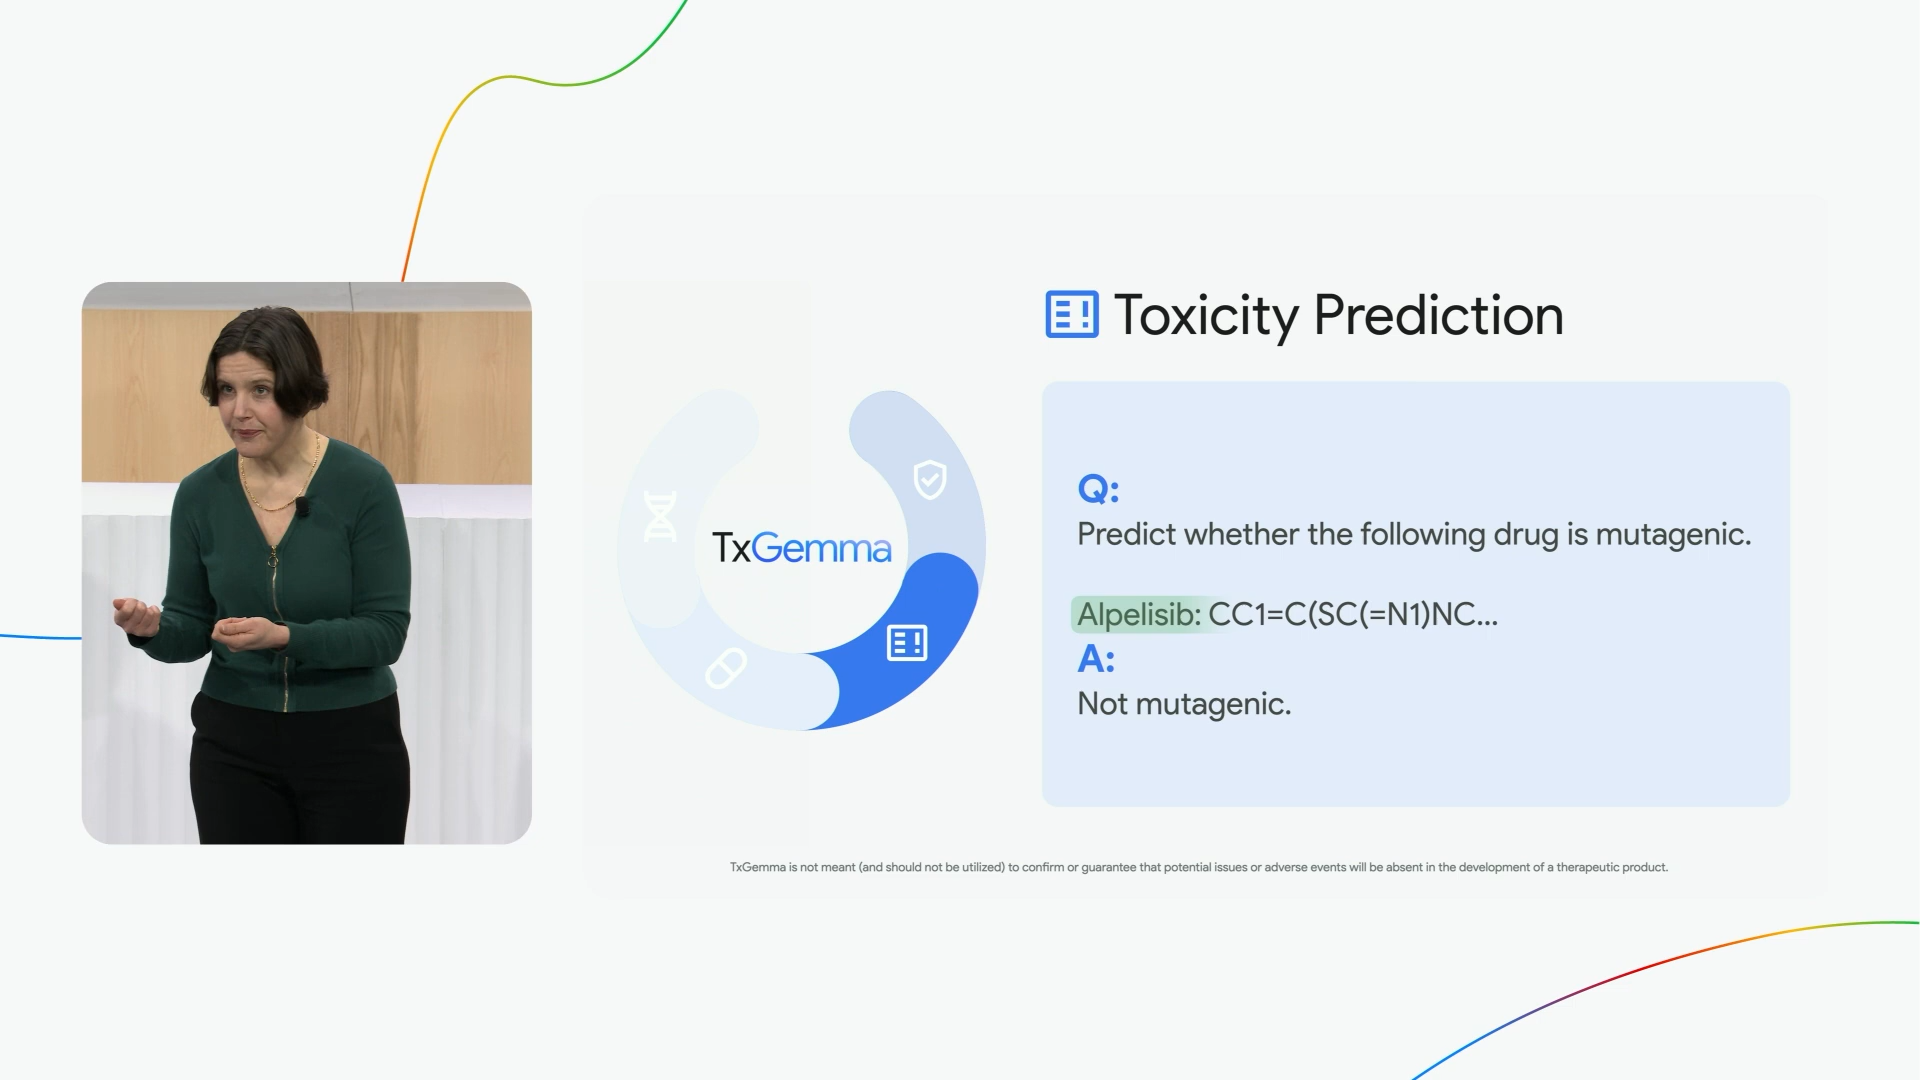 Toxicity Prediction
TxGemma
Q:
Predict whether the following drug is mutagenic.
Alpelisib: CC1=C(SC(=N1)NC...
A:
Not mutagenic.
TxGemma is not meant (and should not be utilized) to confirm or guarantee that potential issues or adverse events will be absent in the development of a therapeutic product.